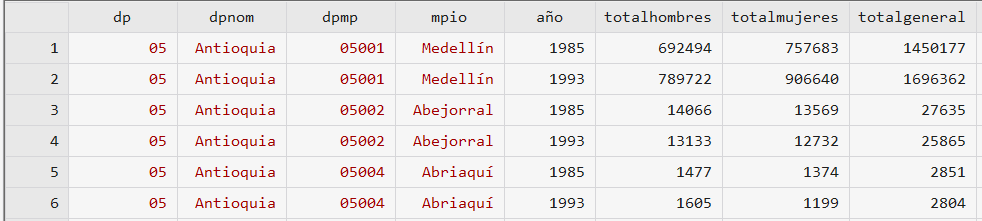 dp dpnom dpmp mpio año totalhombres totalmujeres totalgeneral
1 05 Antioquia 05001 Medellín 1985 692494 757683 1450177
2 05 Antioquia 05001 Medellín 1993 789722 906640 1696362
3 05 Antioquia 05002 Abejorral 1985 14066 13569 27635
4 05 Antioquia 05002 Abejorral 1993 13133 12732 25865
5 05 Antioquia 05004 Abriaquí 1985 1477 1374 2851
6 05 Antioquia 05004 Abriaquí 1993 1605 1199 2804